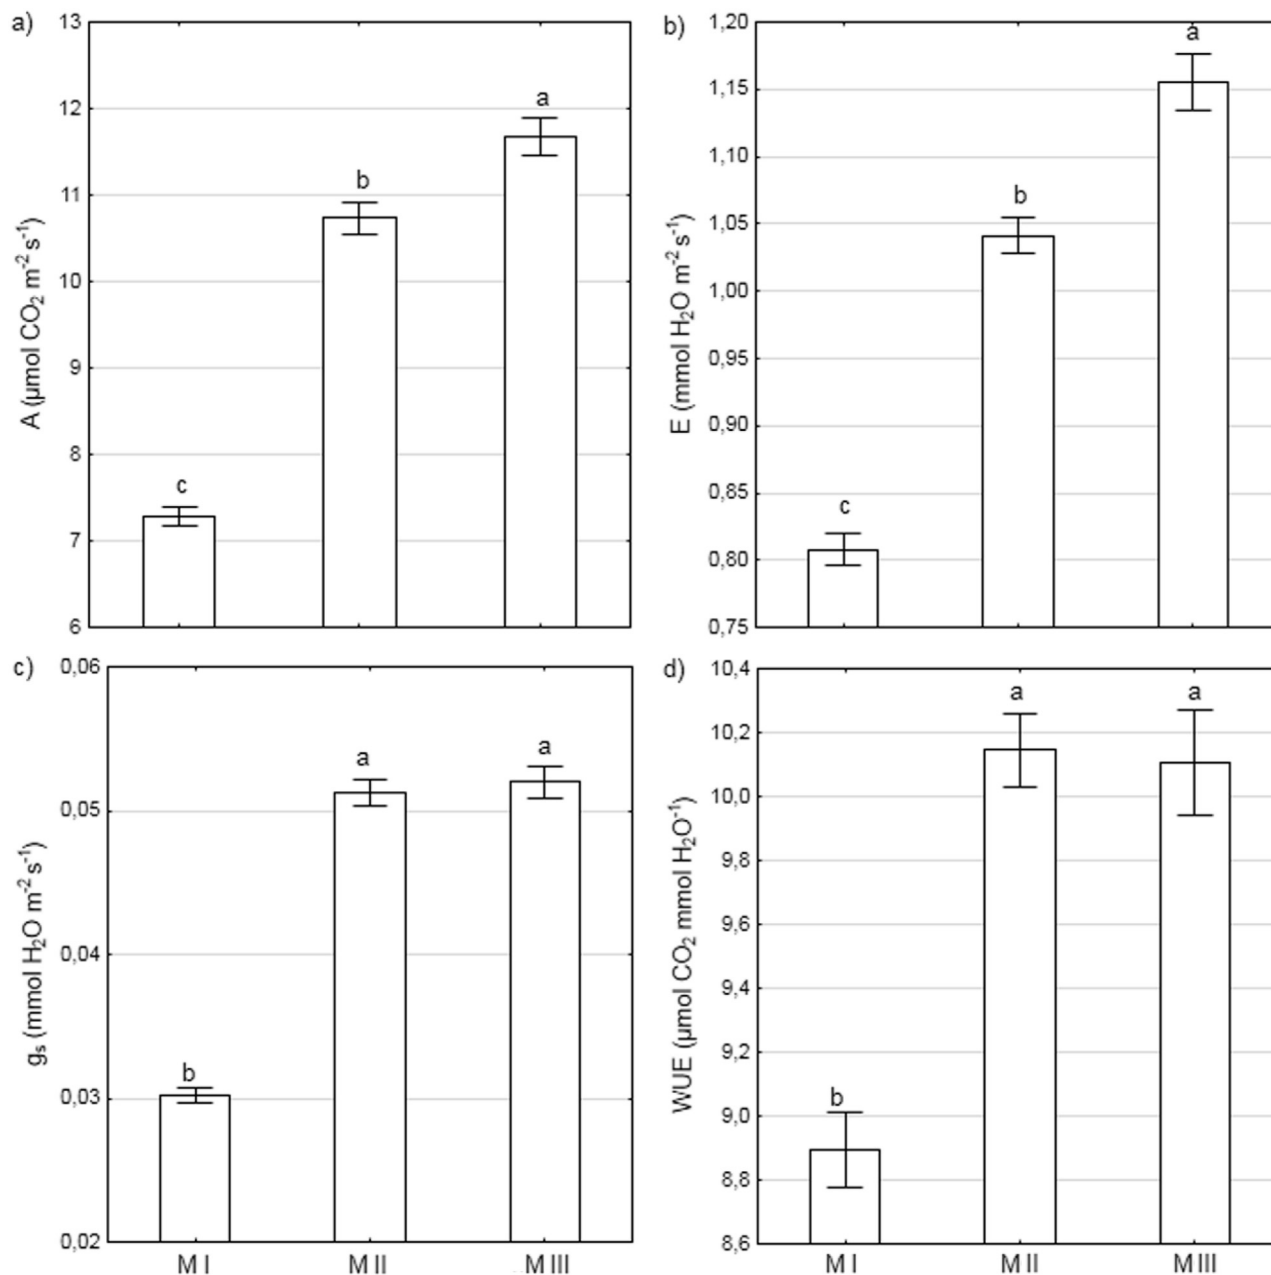 a)
13
12
11
10
9
8
7
6
A (µmol CO₂ m⁻² s⁻¹)
c
b
a
b)
1,20
1,15
1,10
1,05
1,00
0,95
0,90
0,85
0,80
0,75
E (mmol H₂O m⁻² s⁻¹)
c
b
a
c)
0,06
0,05
0,04
0,03
0,02
gₛ (mmol H₂O m⁻² s⁻¹)
b
a
a
M I
M II
M III
d)
10,4
10,2
10,0
9,8
9,6
9,4
9,2
9,0
8,8
8,6
WUE (µmol CO₂ mmol H₂O⁻¹)
b
a
a
M I
M II
M III